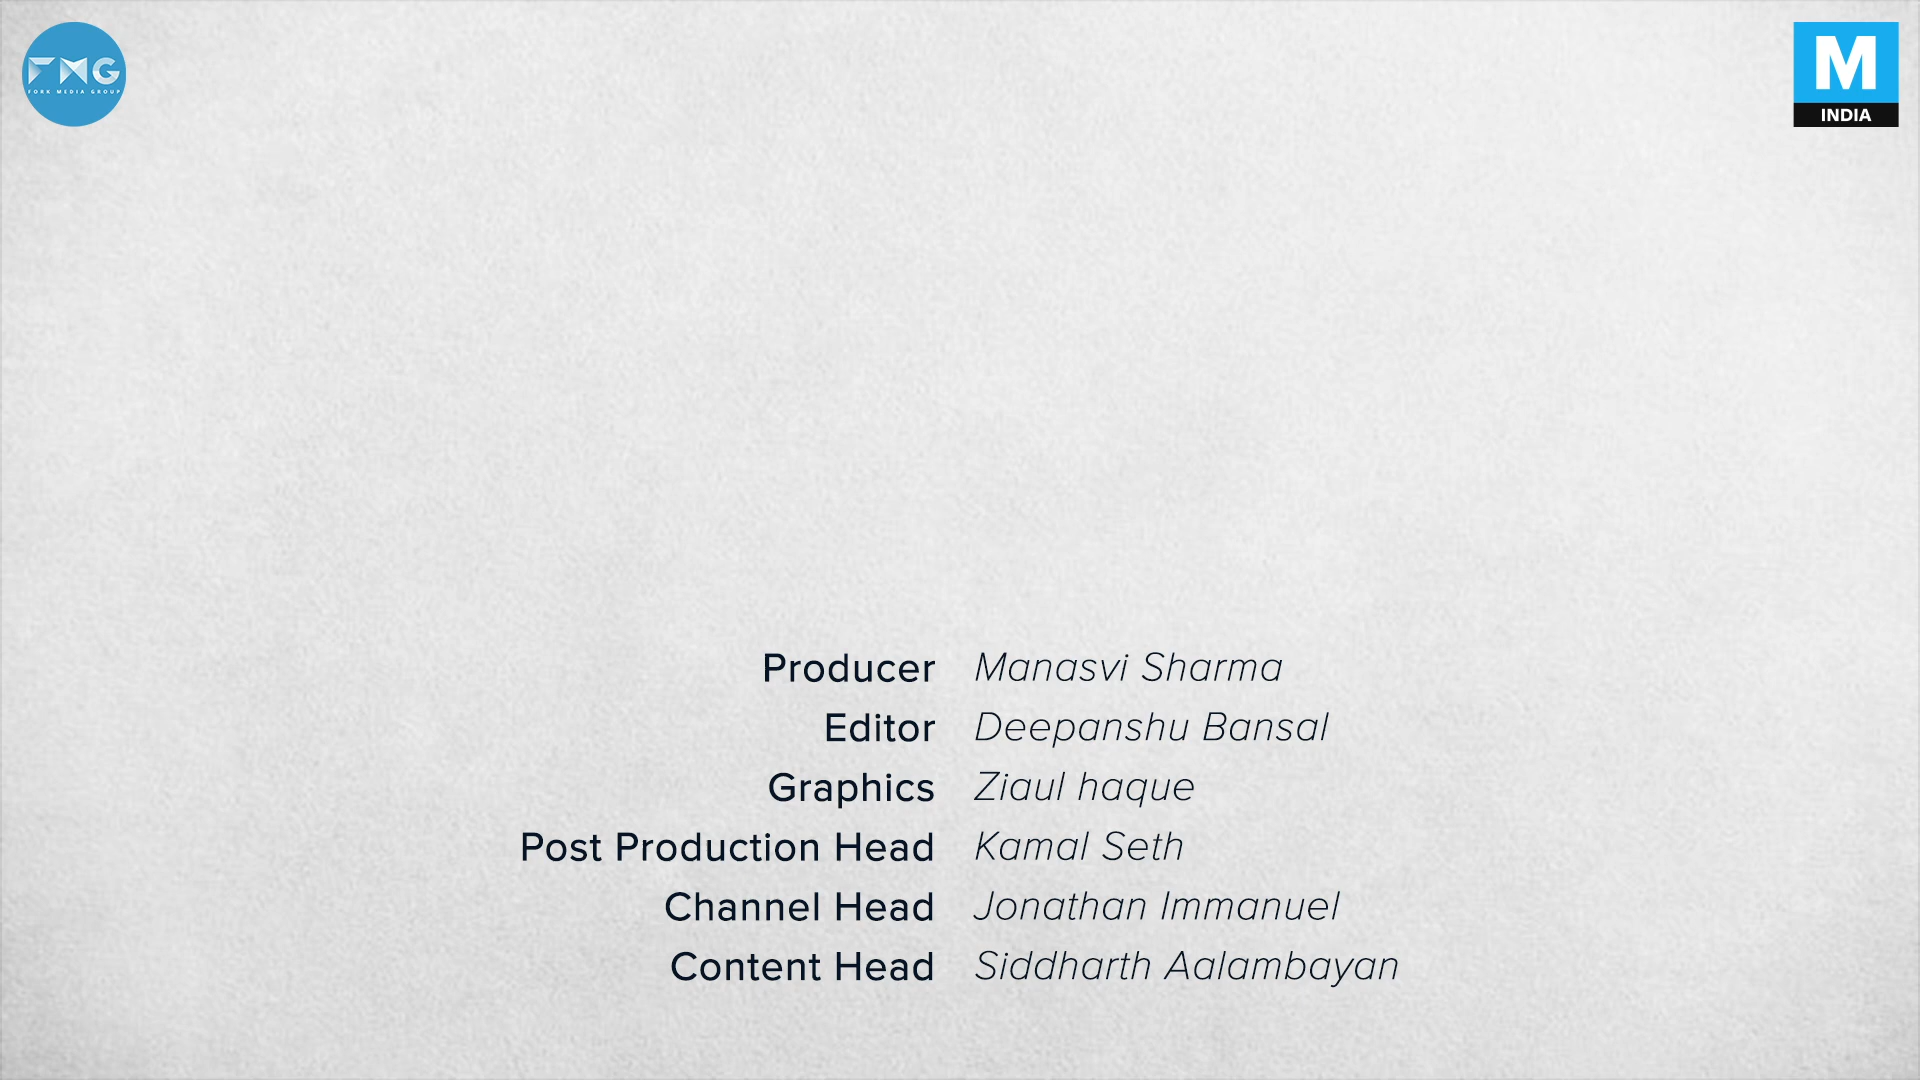 FMG
FORK MEDIA GROUP
M
INDIA
Producer Manasvi Sharma
Editor Deepanshu Bansal
Graphics Ziaul haque
Post Production Head Kamal Seth
Channel Head Jonathan Immanuel
Content Head Siddharth Aalambayan